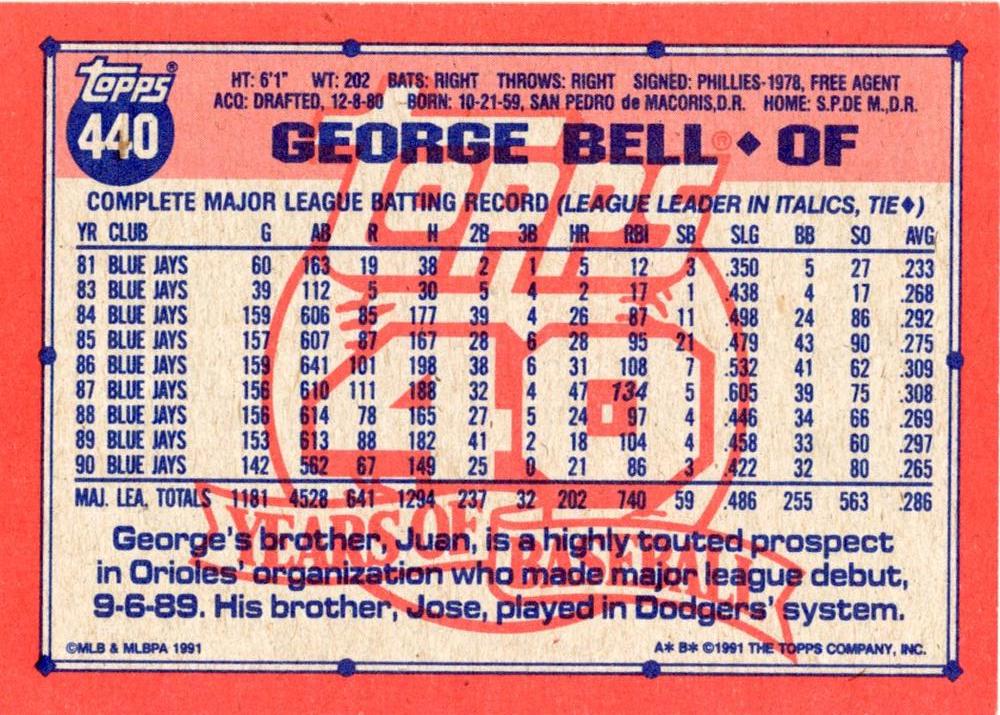 topps®
440
HT: 6'1" WT: 202 BATS: RIGHT THROWS: RIGHT SIGNED: PHILLIES-1978, FREE AGENT
ACQ: DRAFTED, 12-8-80 BORN: 10-21-59, SAN PEDRO de MACORIS,D.R. HOME: S.P.DE M.,D.R.
GEORGE BELL ◆ OF
topps®
40
YEARS OF BASEBALL
COMPLETE MAJOR LEAGUE BATTING RECORD (LEAGUE LEADER IN ITALICS, TIE◆)
YR CLUB G AB R H 2B 3B HR RBI SB SLG BB SO AVG
81 BLUE JAYS 60 163 19 38 2 1 5 12 3 .350 5 27 .233
83 BLUE JAYS 39 112 5 30 5 4 2 17 1 .438 4 17 .268
84 BLUE JAYS 159 606 85 177 39 4 26 87 11 .498 24 86 .292
85 BLUE JAYS 157 607 87 167 28 6 28 95 21 .479 43 90 .275
86 BLUE JAYS 159 641 101 198 38 6 31 108 7 .532 41 62 .309
87 BLUE JAYS 156 610 111 188 32 4 47 134 5 .605 39 75 .308
88 BLUE JAYS 156 614 78 165 27 5 24 97 4 .446 34 66 .269
89 BLUE JAYS 153 613 88 182 41 2 18 104 4 .458 33 60 .297
90 BLUE JAYS 142 562 67 149 25 0 21 86 3 .422 32 80 .265
MAJ. LEA. TOTALS 1181 4528 641 1294 237 32 202 740 59 .486 255 563 .286
George's brother, Juan, is a highly touted prospect
in Orioles' organization who made major league debut,
9-6-89. His brother, Jose, played in Dodgers' system.
©MLB & MLBPA 1991 A* B* ©1991 THE TOPPS COMPANY, INC.